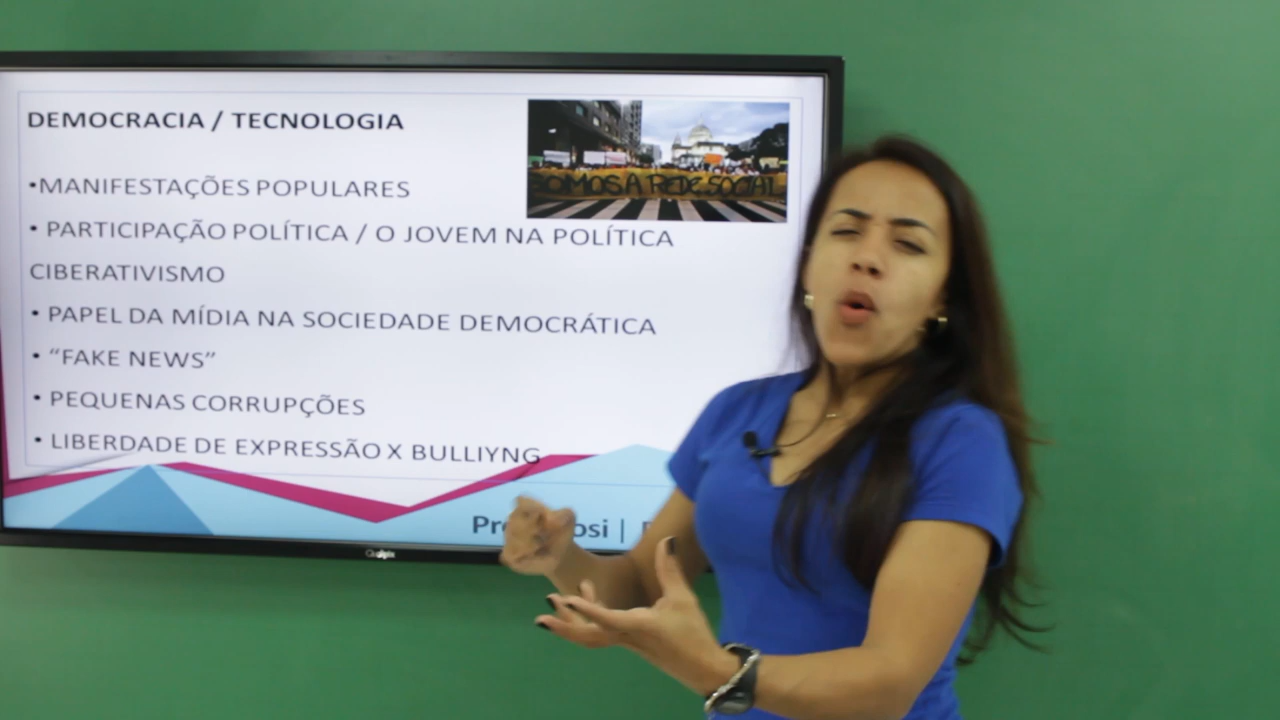 DEMOCRACIA / TECNOLOGIA
SOMOS A REDE SOCIAL
•MANIFESTAÇÕES POPULARES
• PARTICIPAÇÃO POLÍTICA / O JOVEM NA POLÍTICA
CIBERATIVISMO
• PAPEL DA MÍDIA NA SOCIEDADE DEMOCRÁTICA
• “FAKE NEWS”
• PEQUENAS CORRUPÇÕES
• LIBERDADE DE EXPRESSÃO X BULLIYNG